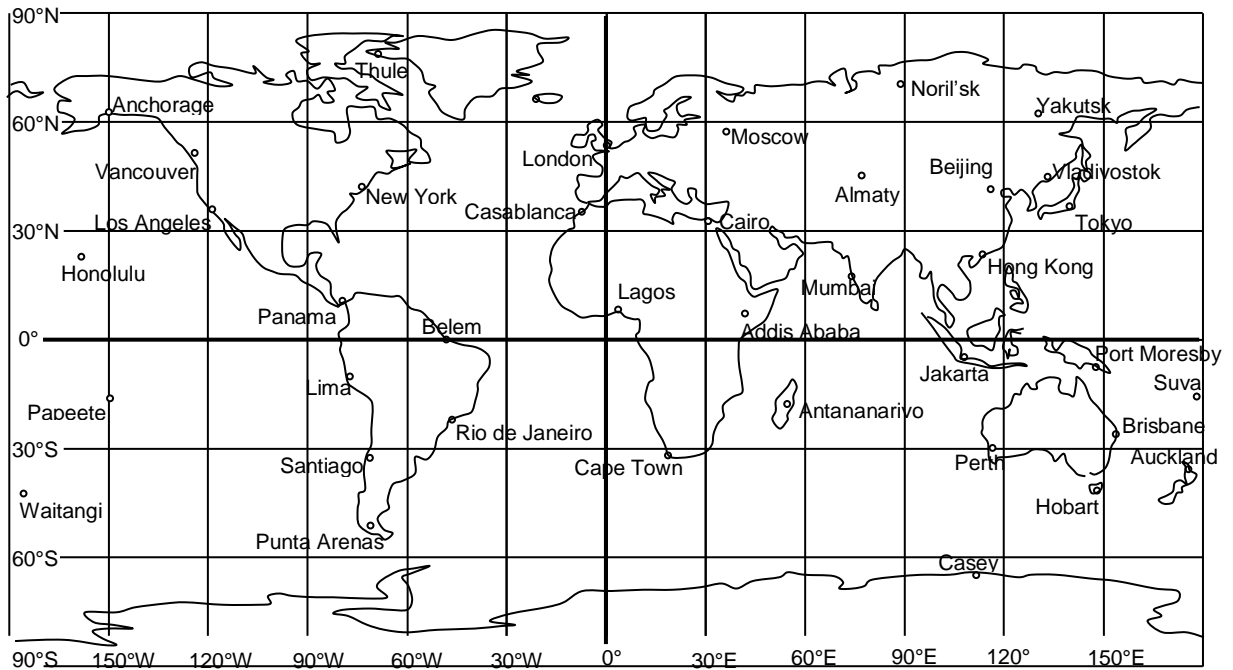 90°N
Thule
Noril'sk
Anchorage
Yakutsk
60°N
Moscow
London
Vancouver
Beijing
Vladivostok
Almaty
New York
Casablanca
Los Angeles
Cairo
Tokyo
30°N
Honolulu
Hong Kong
Mumbai
Lagos
Panama
Belem
Addis Ababa
0°
Port Moresby
Jakarta
Lima
Suva
Papeete
Antananarivo
Rio de Janeiro
Brisbane
30°S
Santiago
Cape Town
Perth
Auckland
Waitangi
Hobart
Punta Arenas
60°S
Casey
90°S 150°W 120°W 90°W 60°W 30°W 0° 30°E 60°E 90°E 120° 150°E